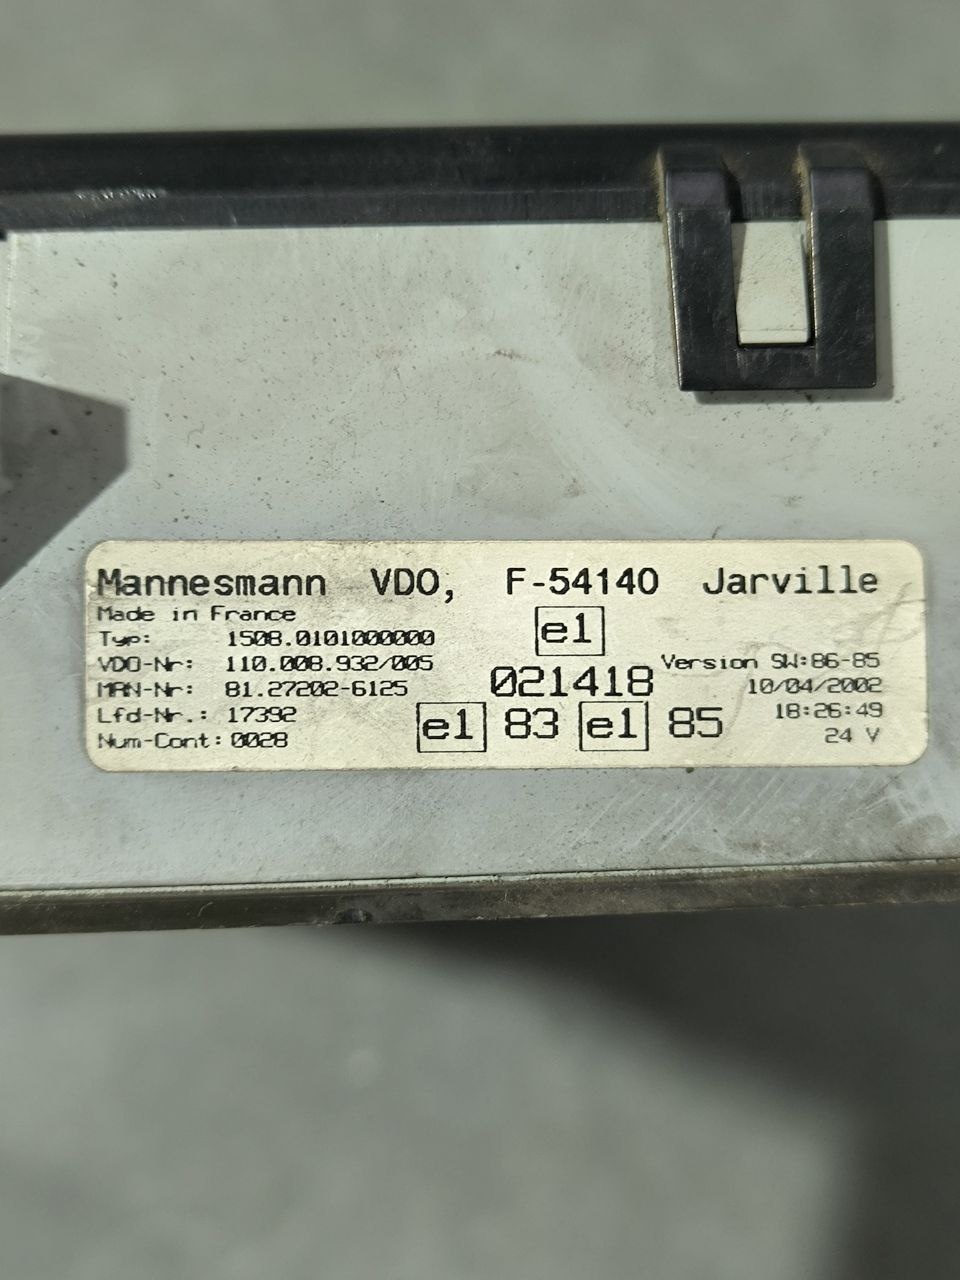 Mannesmann VDO, F-54140 Jarville
Made in France
Typ: 1508.0101000000
VDO-Nr: 110.008.932/005
MAN-Nr: 81.27202-6125
Lfd-Nr.: 17392
Num-Cont: 0028
e1
021418
e1 83 e1 85
Version SW:86-85
10/04/2002
18:26:49
24 V